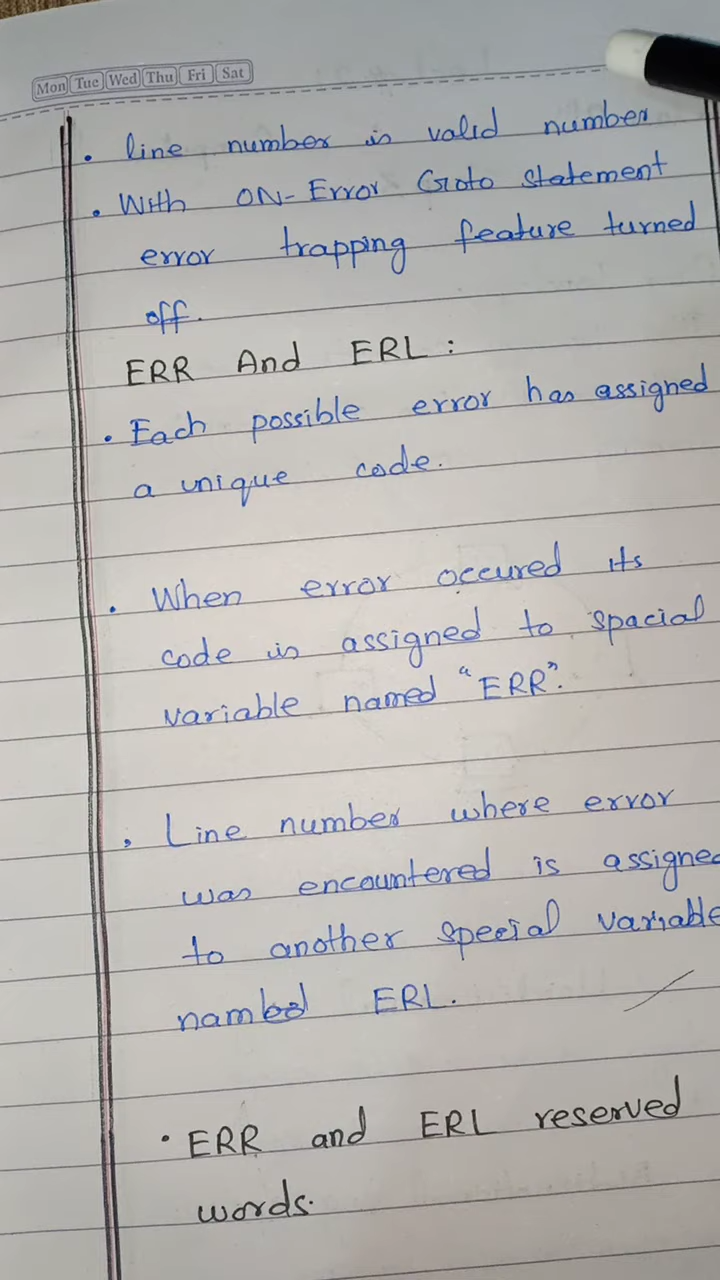 Mon Tue Wed Thu Fri Sat
• line number is valid number
• With ON-Error Goto statement
error trapping feature turned
off.
ERR And ERL :
• Each possible error has assigned
a unique code.
• When error occured its
code is assigned to spacial
variable named "ERR".
• Line number where error
was encountered is assigned
to another special variable
named ERL.
• ERR and ERL reserved
words.